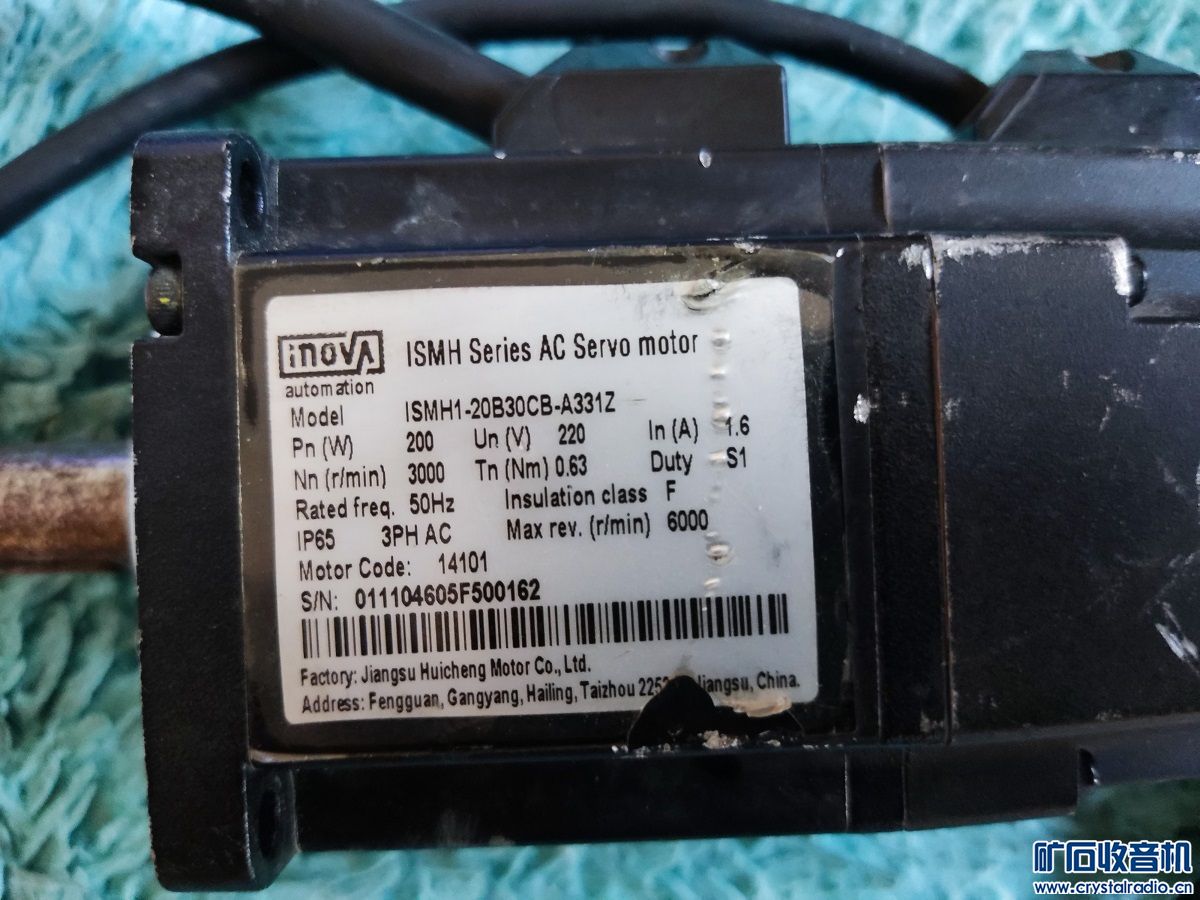 inovA
automation
ISMH Series AC Servo motor
Model ISMH1-20B30CB-A331Z
Pn (W) 200 Un (V) 220 In (A) 1.6
Nn (r/min) 3000 Tn (Nm) 0.63 Duty S1
Rated freq. 50Hz Insulation class F
IP65 3PH AC Max rev. (r/min) 6000
Motor Code: 14101
S/N: 011104605F500162
Factory: Jiangsu Huicheng Motor Co., Ltd.
Address: Fengguan, Gangyang, Hailing, Taizhou Jiangsu, China.
矿石收音机
www.crystalradio.cn